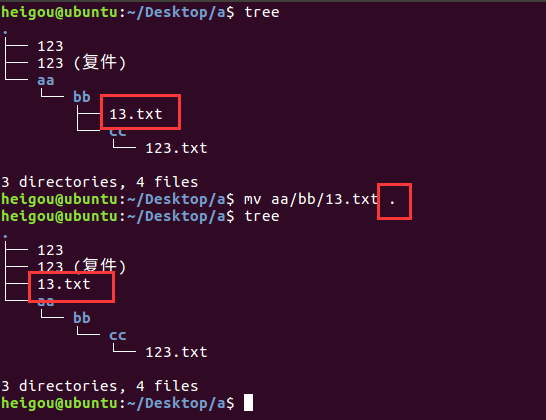 heigou@ubuntu:~/Desktop/a$ tree
.
├── 123
├── 123 (复件)
└── aa
    └── bb
        ├── 13.txt
        └── cc
            └── 123.txt
3 directories, 4 files
heigou@ubuntu:~/Desktop/a$ mv aa/bb/13.txt .
heigou@ubuntu:~/Desktop/a$ tree
.
├── 123
├── 123 (复件)
├── 13.txt
└── aa
    └── bb
        └── cc
            └── 123.txt
3 directories, 4 files
heigou@ubuntu:~/Desktop/a$